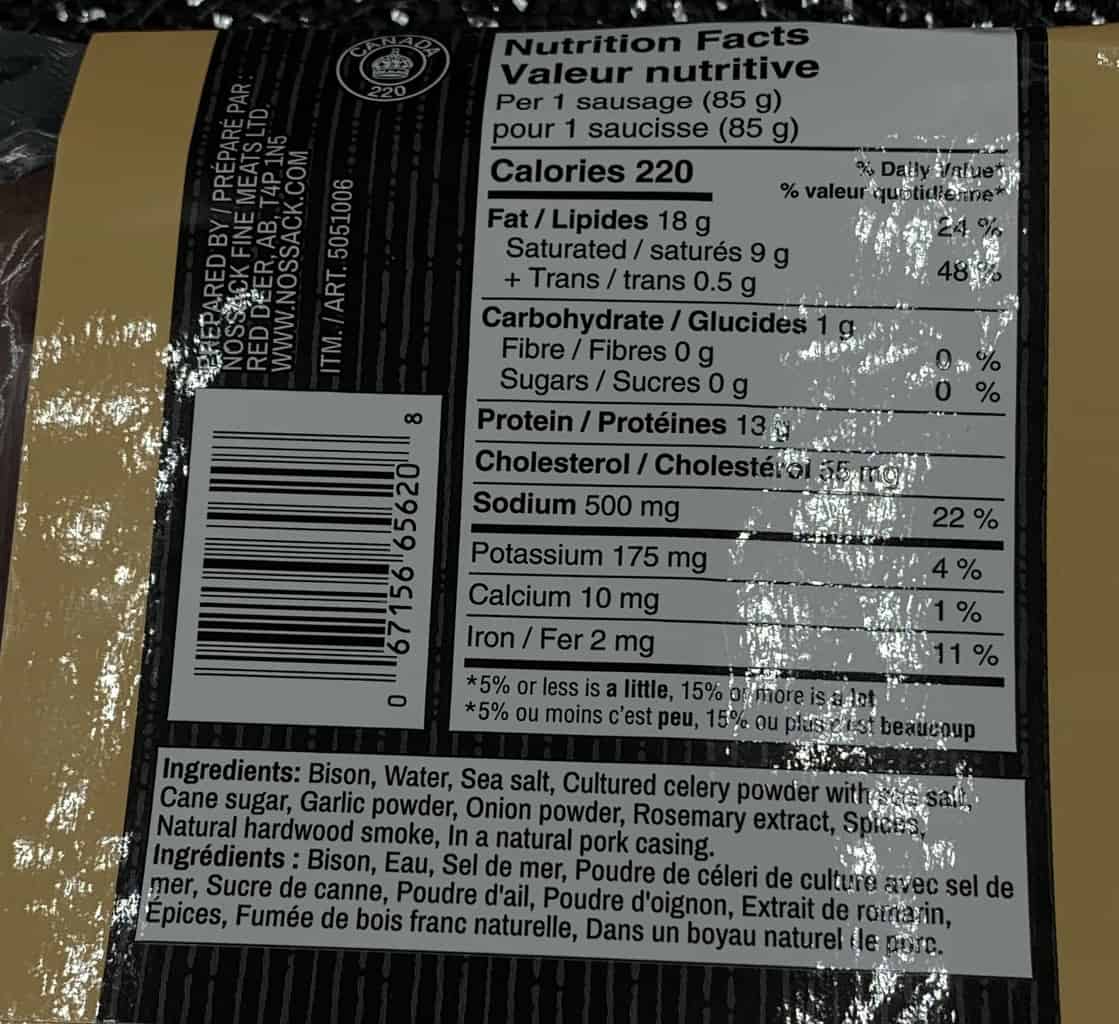 PREPARED BY / PRÉPARÉ PAR :
NOSSACK FINE MEATS LTD.
RED DEER, AB, T4P 1N5
WWW.NOSSACK.COM
ITM. / ART. 5051006
CANADA
220
0 67156 65620 8
Nutrition Facts
Valeur nutritive
Per 1 sausage (85 g)
pour 1 saucisse (85 g)
Calories 220
% Daily Value*
% valeur quotidienne*
Fat / Lipides 18 g 24 %
Saturated / saturés 9 g
+ Trans / trans 0.5 g 48 %
Carbohydrate / Glucides 1 g
Fibre / Fibres 0 g 0 %
Sugars / Sucres 0 g 0 %
Protein / Protéines 13 g
Cholesterol / Cholestérol 55 mg
Sodium 500 mg 22 %
Potassium 175 mg 4 %
Calcium 10 mg 1 %
Iron / Fer 2 mg 11 %
*5% or less is a little, 15% or more is a lot
*5% ou moins c'est peu, 15% ou plus c'est beaucoup
Ingredients: Bison, Water, Sea salt, Cultured celery powder with sea salt,
Cane sugar, Garlic powder, Onion powder, Rosemary extract, Spices,
Natural hardwood smoke, In a natural pork casing.
Ingrédients : Bison, Eau, Sel de mer, Poudre de céleri de culture avec sel de
mer, Sucre de canne, Poudre d'ail, Poudre d'oignon, Extrait de romarin,
Épices, Fumée de bois franc naturelle, Dans un boyau naturel de porc.